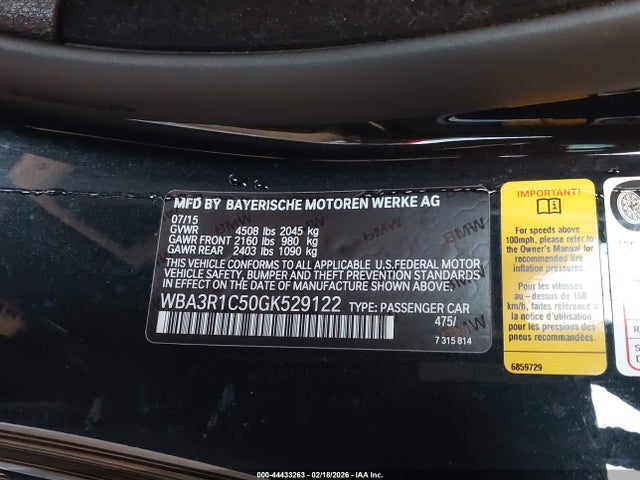 MFD BY BAYERISCHE MOTOREN WERKE AG
07/15
GVWR 4508 lbs 2045 kg
GAWR FRONT 2160 lbs 980 kg
GAWR REAR 2403 lbs 1090 kg
THIS VEHICLE CONFORMS TO ALL APPLICABLE U.S.FEDERAL MOTOR
VEHICLE SAFETY, BUMPER AND THEFT PREVENTION STANDARDS
IN EFFECT ON THE DATE OF MANUFACTURE SHOWN ABOVE.
WBA3R1C50GK529122 TYPE: PASSENGER CAR
475/
7 315 814
IMPORTANT!
For speeds above
100mph, please refer to
the Owner's Manual for
recommended tire
inflation pressures.
Pour les vitesses
au - dessus de 160
km/h, faites référence à
la notice d'utilisation
pour les pressions des
pneus recommendées
6859729
000-44433263 - 02/18/2026 - IAA Inc.